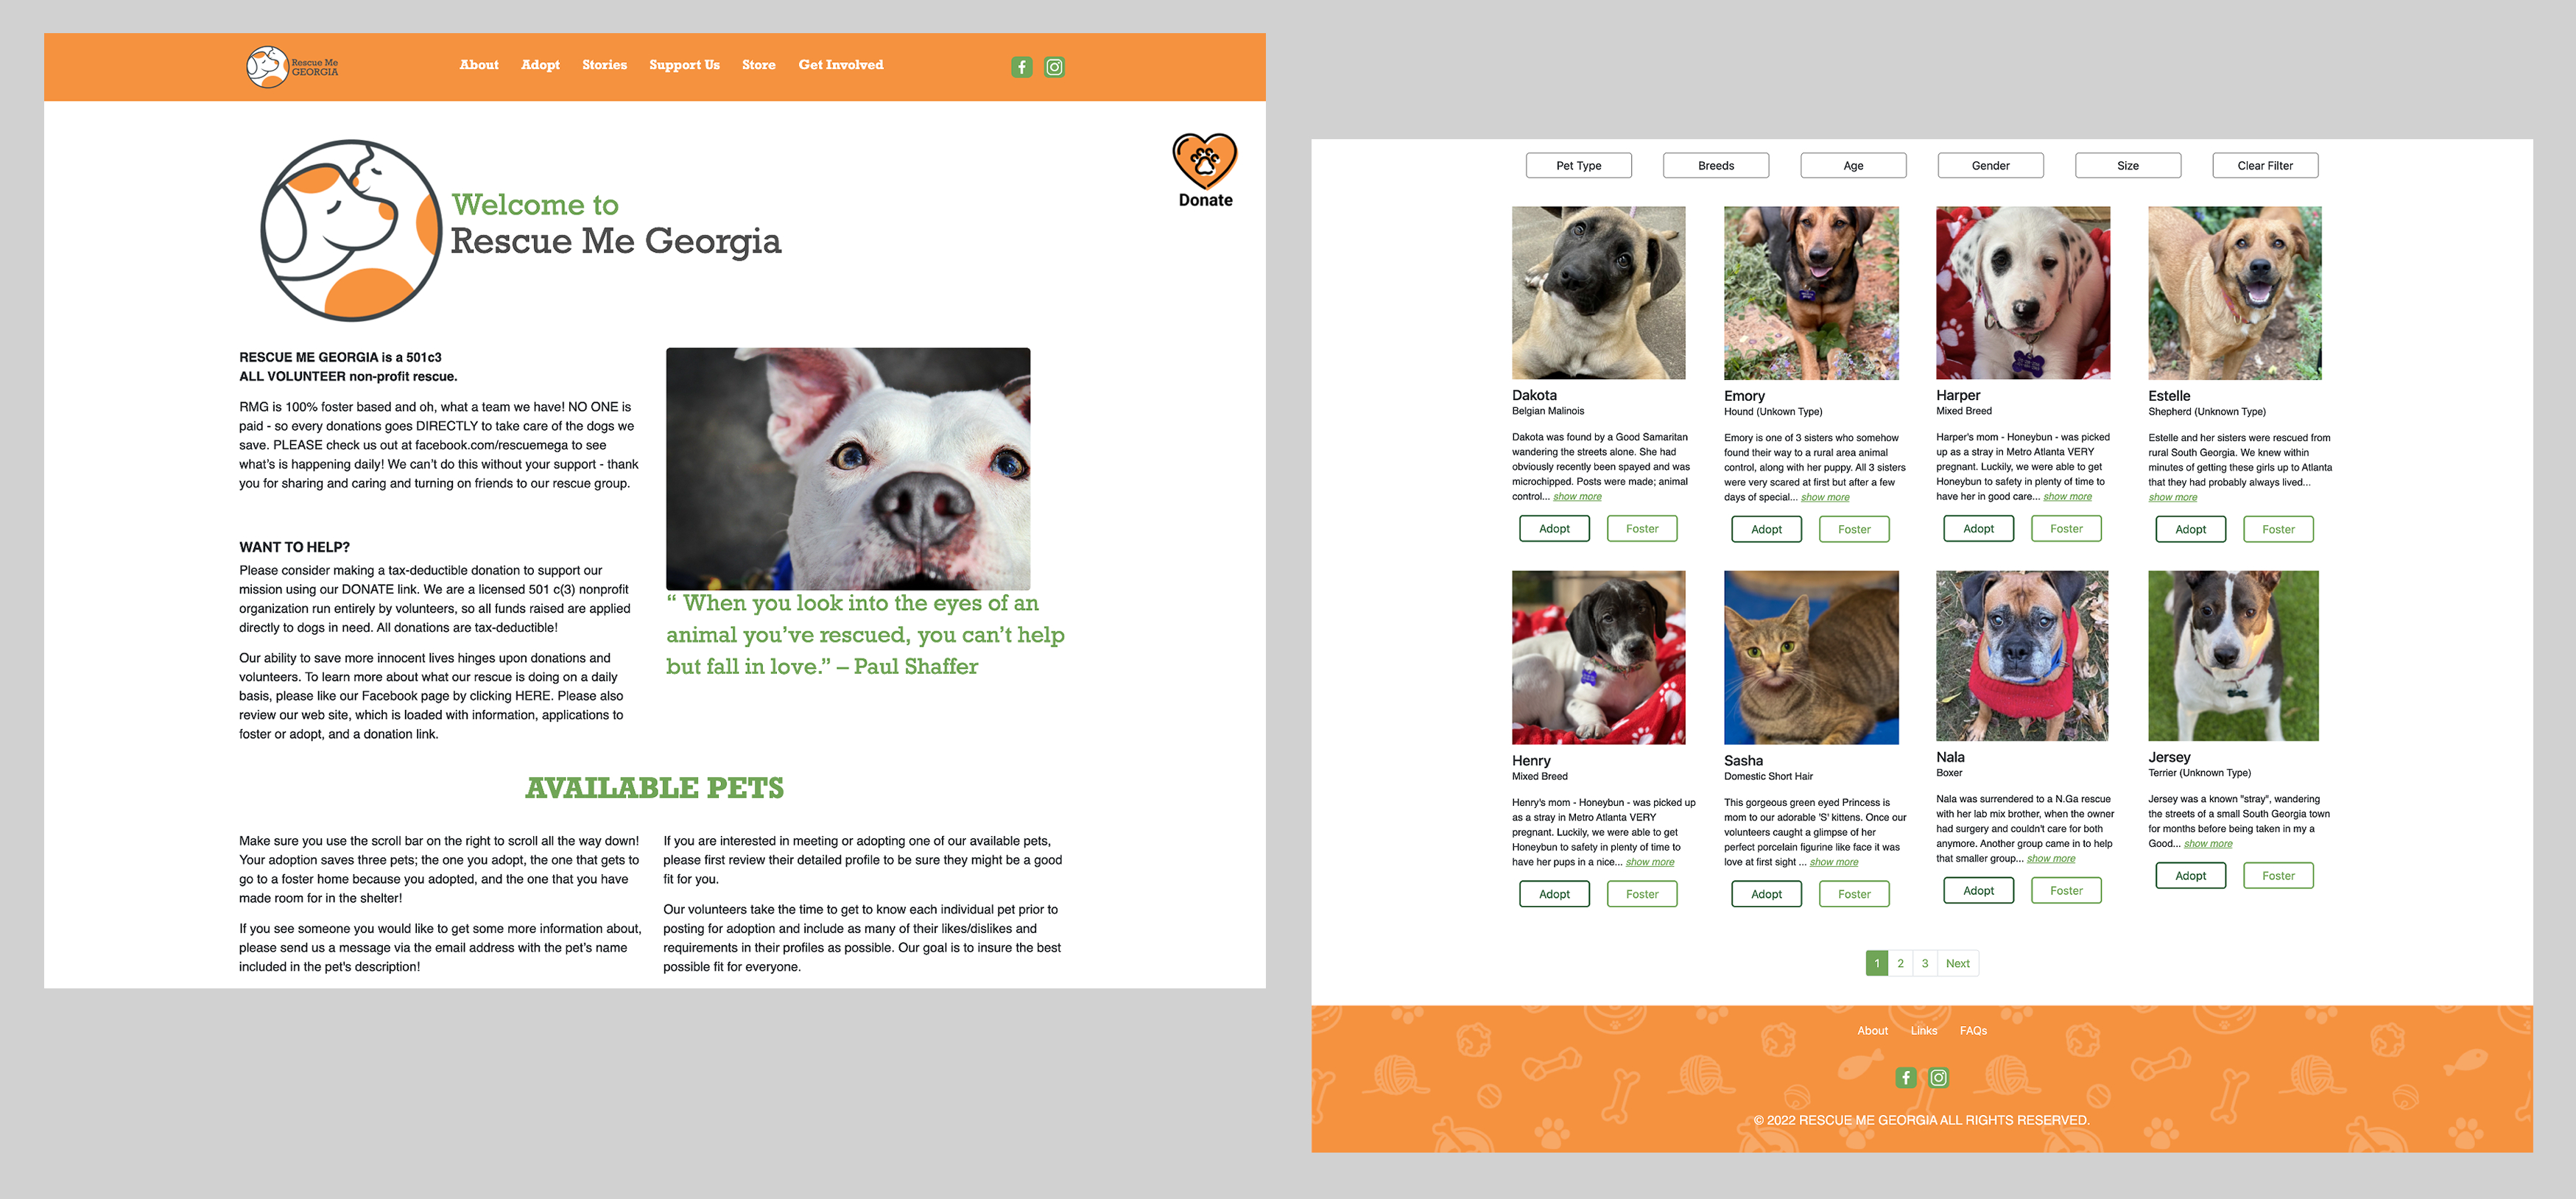 Rescue Me
GEORGIA
About Adopt Stories Support Us Store Get Involved
Donate
Welcome to
Rescue Me Georgia
RESCUE ME GEORGIA is a 501c3
ALL VOLUNTEER non-profit rescue.
RMG is 100% foster based and oh, what a team we have! NO ONE is
paid - so every donations goes DIRECTLY to take care of the dogs we
save. PLEASE check us out at facebook.com/rescuemega to see
what's is happening daily! We can't do this without your support - thank
you for sharing and caring and turning on friends to our rescue group.
WANT TO HELP?
Please consider making a tax-deductible donation to support our
mission using our DONATE link. We are a licensed 501 c(3) nonprofit
organization run entirely by volunteers, so all funds raised are applied
directly to dogs in need. All donations are tax-deductible!
Our ability to save more innocent lives hinges upon donations and
volunteers. To learn more about what our rescue is doing on a daily
basis, please like our Facebook page by clicking HERE. Please also
review our web site, which is loaded with information, applications to
foster or adopt, and a donation link.
“ When you look into the eyes of an
animal you’ve rescued, you can’t help
but fall in love.” – Paul Shaffer
AVAILABLE PETS
Make sure you use the scroll bar on the right to scroll all the way down!
Your adoption saves three pets; the one you adopt, the one that gets to
go to a foster home because you adopted, and the one that you have
made room for in the shelter!
If you see someone you would like to get some more information about,
please send us a message via the email address with the pet's name
included in the pet's description!
If you are interested in meeting or adopting one of our available pets,
please first review their detailed profile to be sure they might be a good
fit for you.
Our volunteers take the time to get to know each individual pet prior to
posting for adoption and include as many of their likes/dislikes and
requirements in their profiles as possible. Our goal is to insure the best
possible fit for everyone.
Pet Type Breeds Age Gender Size Clear Filter
Dakota
Belgian Malinois
Dakota was found by a Good Samaritan
wandering the streets alone. She had
obviously recently been spayed and was
microchipped. Posts were made; animal
control... show more
Adopt Foster
Emory
Hound (Unkown Type)
Emory is one of 3 sisters who somehow
found their way to a rural area animal
control, along with her puppy. All 3 sisters
were very scared at first but after a few
days of special... show more
Adopt Foster
Harper
Mixed Breed
Harper's mom - Honeybun - was picked
up as a stray in Metro Atlanta VERY
pregnant. Luckily, we were able to get
Honeybun to safety in plenty of time to
have her in good care... show more
Adopt Foster
Estelle
Shepherd (Unknown Type)
Estelle and her sisters were rescued from
rural South Georgia. We knew within
minutes of getting these girls up to Atlanta
that they had probably always lived...
show more
Adopt Foster
Henry
Mixed Breed
Henry's mom - Honeybun - was picked up
as a stray in Metro Atlanta VERY
pregnant. Luckily, we were able to get
Honeybun to safety in plenty of time to
have her pups in a nice... show more
Adopt Foster
Sasha
Domestic Short Hair
This gorgeous green eyed Princess is
mom to our adorable 'S' kittens. Once our
volunteers caught a glimpse of her
perfect porcelain figurine like face it was
love at first sight ... show more
Adopt Foster
Nala
Boxer
Nala was surrendered to a N.Ga rescue
with her lab mix brother, when the owner
had surgery and couldn't care for both
anymore. Another group came in to help
that smaller group... show more
Adopt Foster
Jersey
Terrier (Unknown Type)
Jersey was a known "stray", wandering
the streets of a small South Georgia town
for months before being taken in my a
Good... show more
Adopt Foster
1 2 3 Next
About Links FAQs
© 2022 RESCUE ME GEORGIA ALL RIGHTS RESERVED.